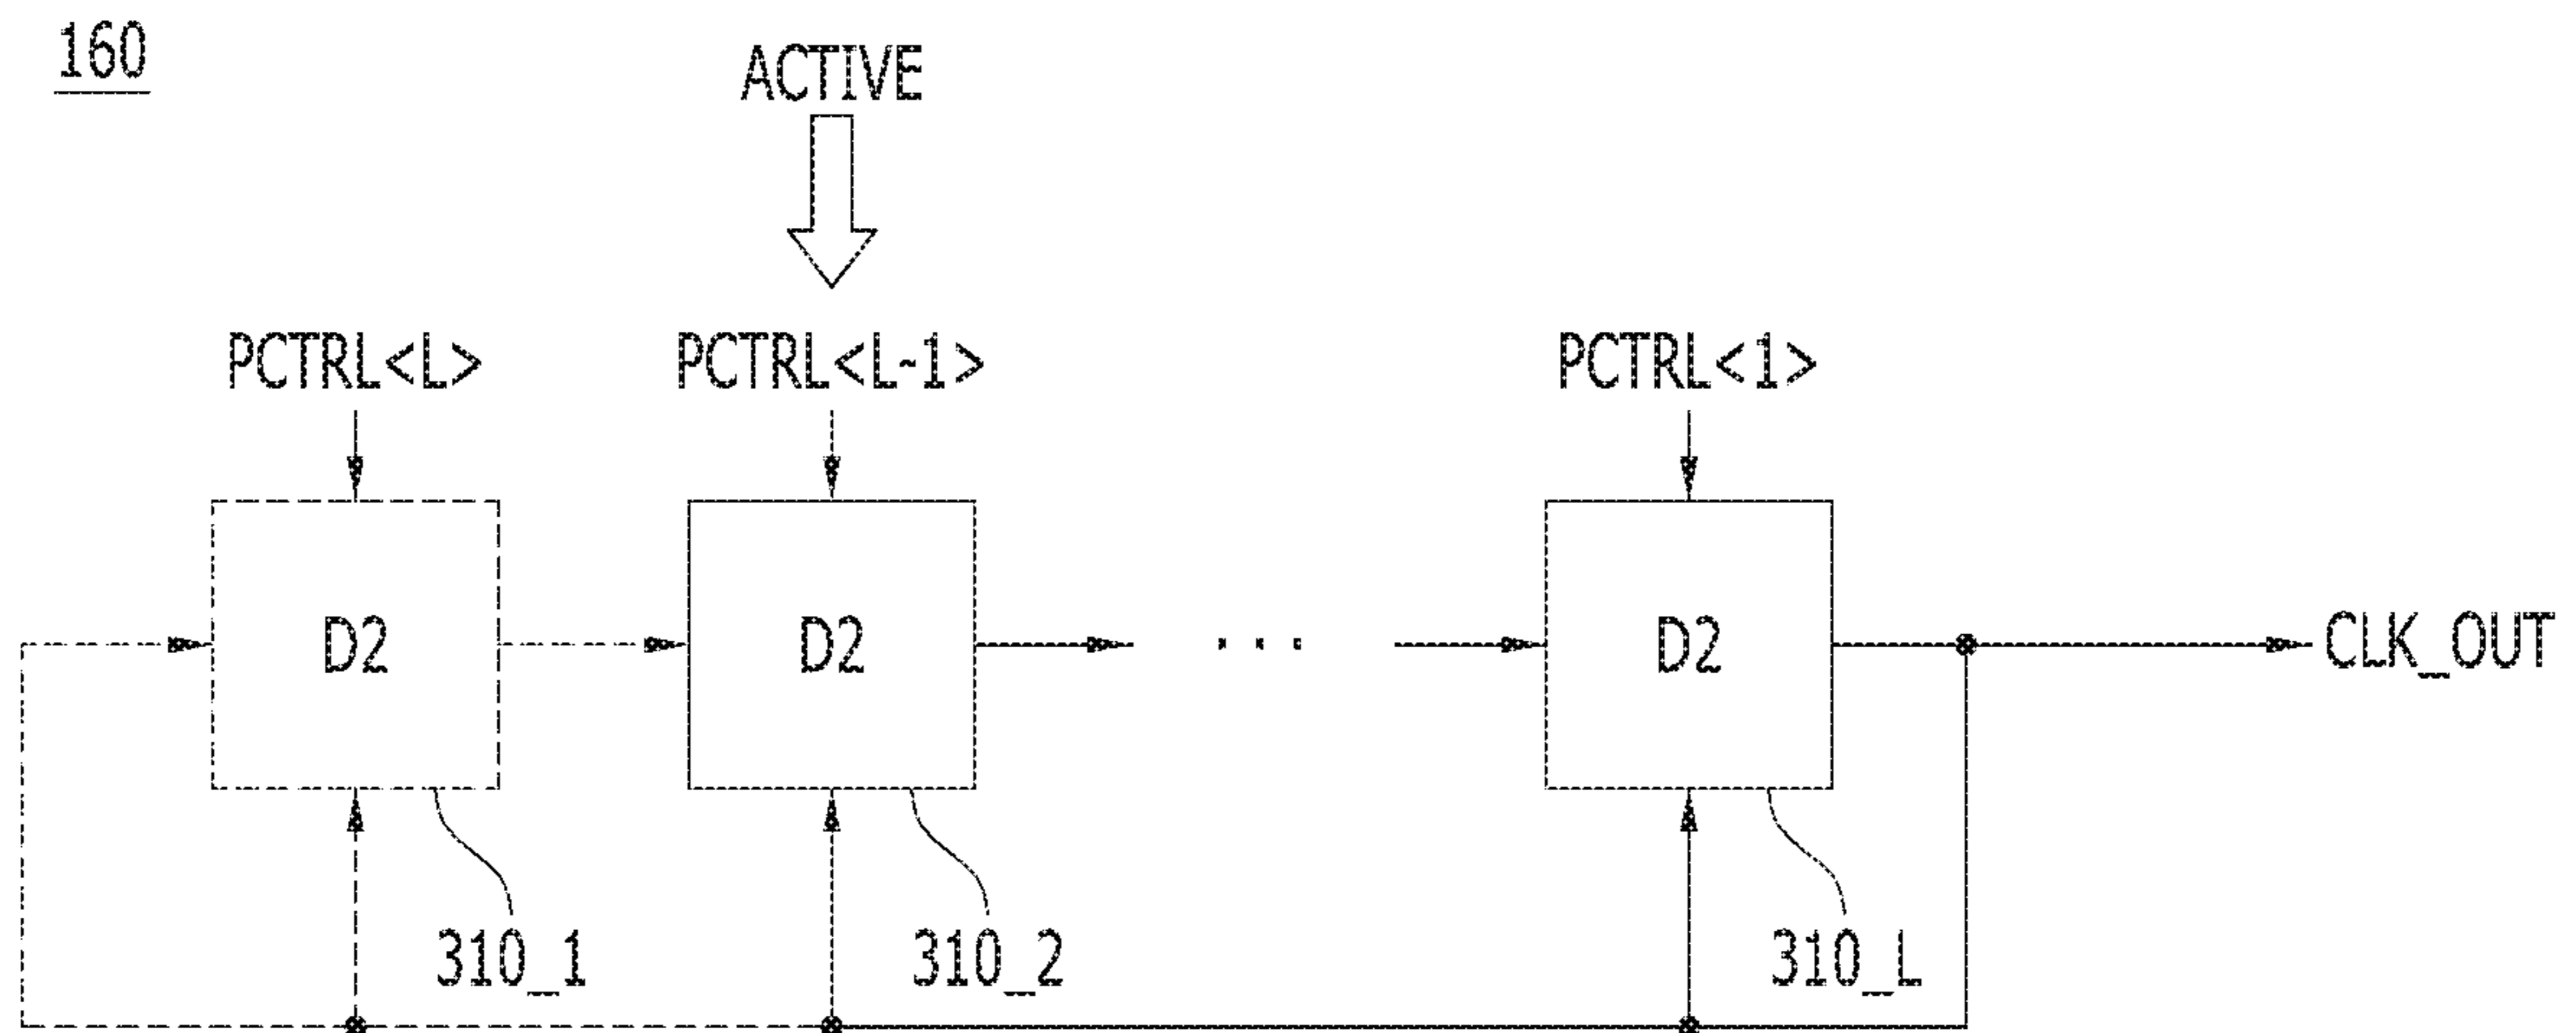 160
ACTIVE
PCTRL<L> PCTRL<L-1> PCTRL<1>
D2 D2 . . . D2 CLK_OUT
310_1 310_2 310_L